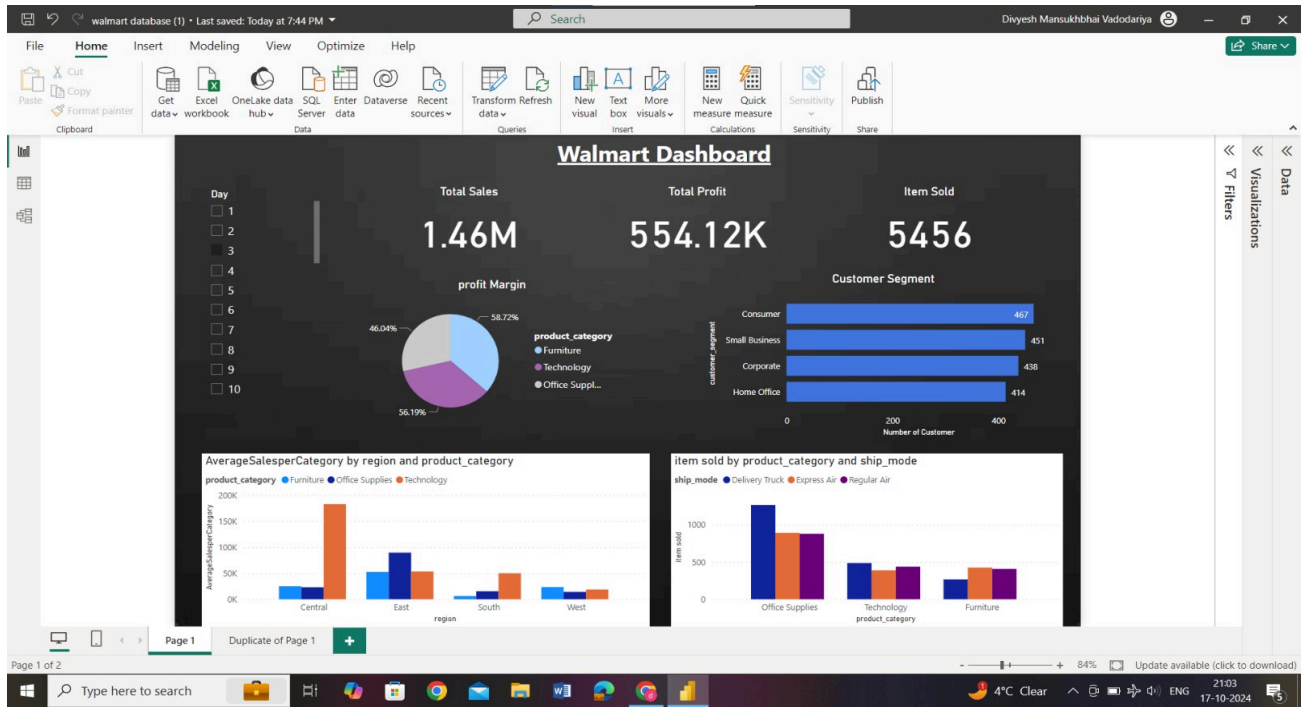 walmart database (1) • Last saved: Today at 7:44 PM
Search
Divyesh Mansukhbhai Vadodariya
File Home Insert Modeling View Optimize Help
Share
Paste
Cut
Copy
Format painter
Clipboard
Get data
Excel workbook
OneLake data hub
SQL Server
Enter data
Dataverse
Recent sources
Data
Transform data
Refresh
Queries
New visual
Text box
More visuals
Insert
New measure
Quick measure
Calculations
Sensitivity
Sensitivity
Publish
Share
Walmart Dashboard
Day
1
2
3
4
5
6
7
8
9
10
Total Sales
1.46M
Total Profit
554.12K
Item Sold
5456
profit Margin
46.04%
58.72%
56.19%
product_category
Furniture
Technology
Office Suppl...
Customer Segment
customer_segment
Consumer 467
Small Business 451
Corporate 438
Home Office 414
0 200 400
Number of Customer
AverageSalesperCategory by region and product_category
product_category Furniture Office Supplies Technology
AverageSalesperCategory
200K
150K
100K
50K
0K
Central East South West
region
item sold by product_category and ship_mode
ship_mode Delivery Truck Express Air Regular Air
item sold
1000
500
0
Office Supplies Technology Furniture
product_category
Filters
Visualizations
Data
Page 1 Duplicate of Page 1 +
Page 1 of 2
- + 84% Update available (click to download)
Type here to search
4°C Clear
ENG
21:03
17-10-2024
5